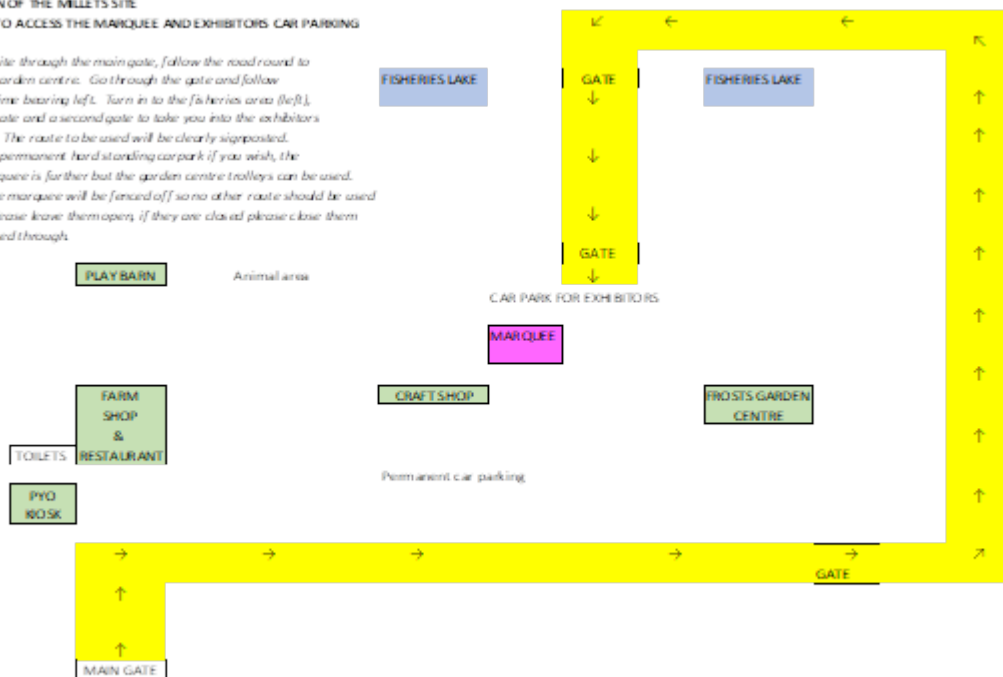 N OF THE MILLETS SITE
TO ACCESS THE MARQUEE AND EXHIBITORS CAR PARKING
ite through the main gate, follow the road round to
arden centre. Go through the gate and follow
ime bearing left. Turn in to the fisheries area (left),
ate and a second gate to take you into the exhibitors
The route to be used will be clearly signposted.
permanent hard standing car park if you wish, the
quee is further but the garden centre trolleys can be used.
e marquee will be fenced off so no other route should be used
ease leave them open, if they are closed please close them
ed through.
FISHERIES LAKE
GATE
FISHERIES LAKE
GATE
PLAY BARN
Animal area
CAR PARK FOR EXHIBITORS
MARQUEE
FARM
SHOP
&
RESTAURANT
CRAFT SHOP
FROSTS GARDEN
CENTRE
TOILETS
Permanent car parking
PYO
KIOSK
GATE
MAIN GATE